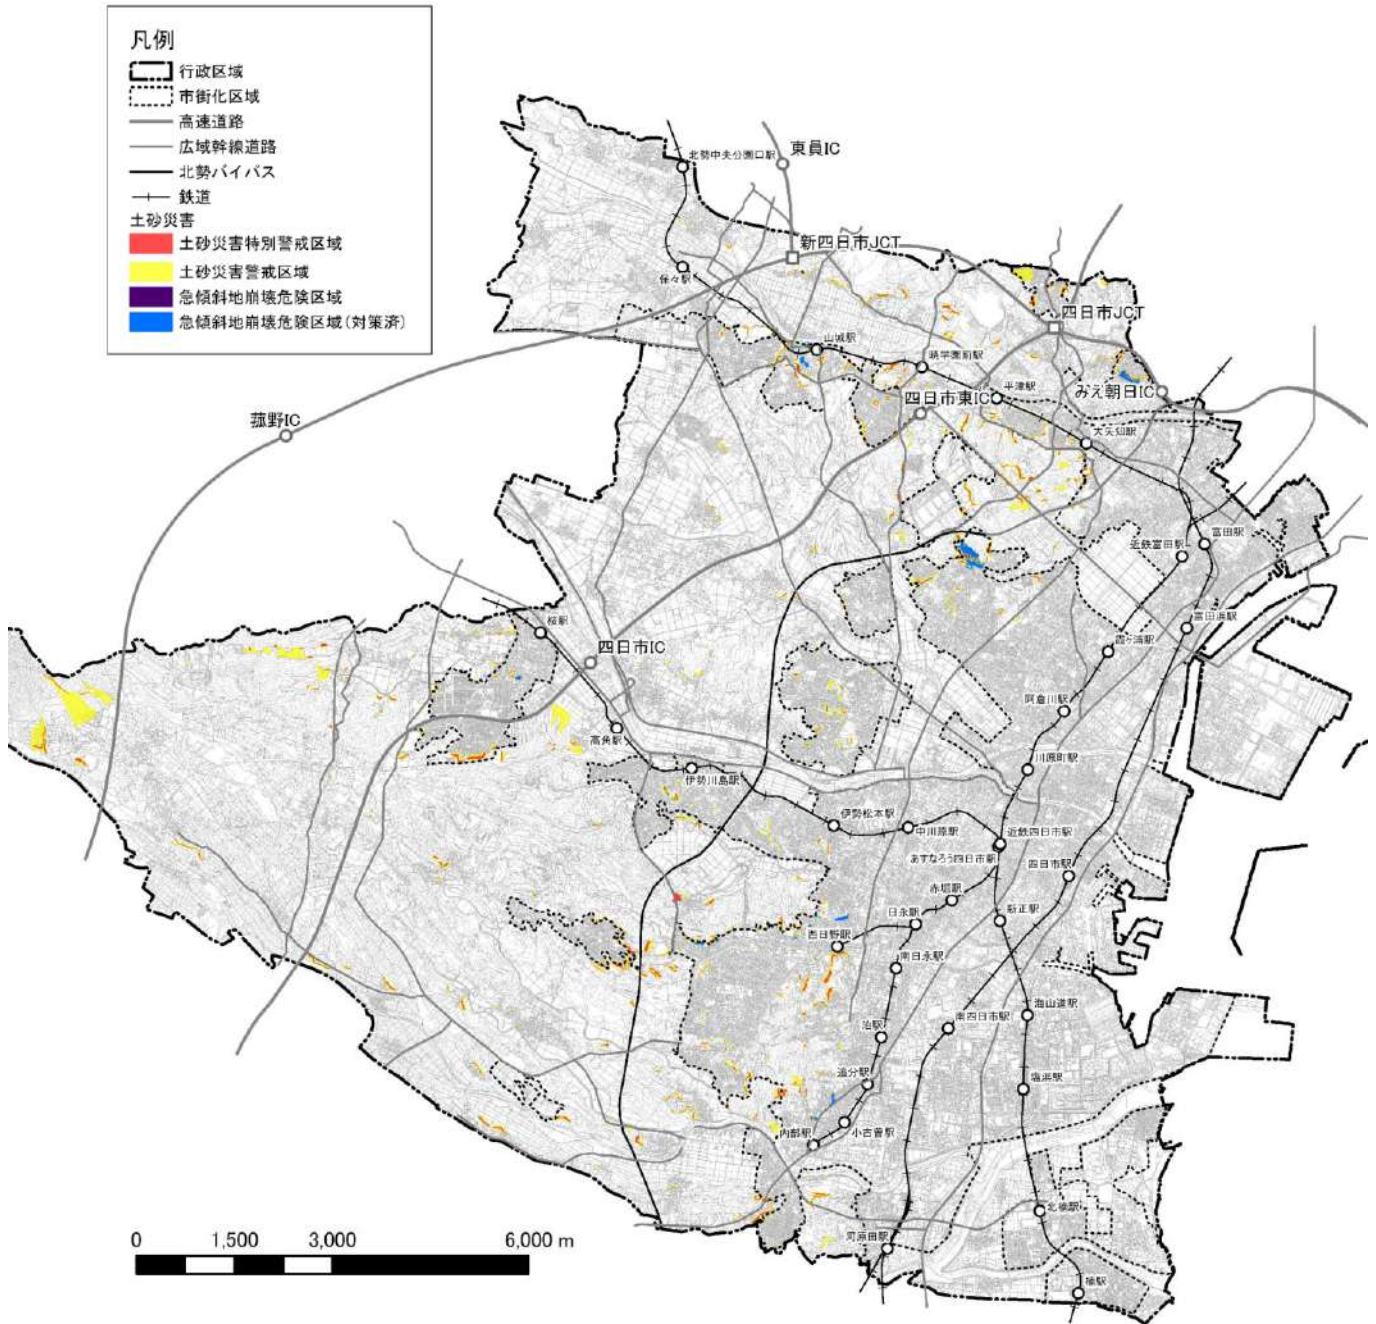 凡例
行政区域
市街化区域
高速道路
広域幹線道路
北勢バイパス
鉄道
土砂災害
土砂災害特別警戒区域
土砂災害警戒区域
急傾斜地崩壊危険区域
急傾斜地崩壊危険区域(対策済)
北勢中央公園口駅
東員IC
新四日市JCT
保々駅
四日市JCT
山城駅
暁学園前駅
平津駅
みえ朝日IC
四日市東IC
菰野IC
大矢知駅
富田駅
近鉄富田駅
富田浜駅
桜駅
四日市IC
霞ヶ浦駅
阿倉川駅
高角駅
川原町駅
伊勢川島駅
伊勢松本駅
中川原駅
近鉄四日市駅
あすなろう四日市駅
四日市駅
赤堀駅
日永駅
新正駅
西日野駅
南日永駅
海山道駅
南四日市駅
泊駅
追分駅
塩浜駅
内部駅
小古曽駅
北楠駅
河原田駅
楠駅
0 1,500 3,000 6,000 m